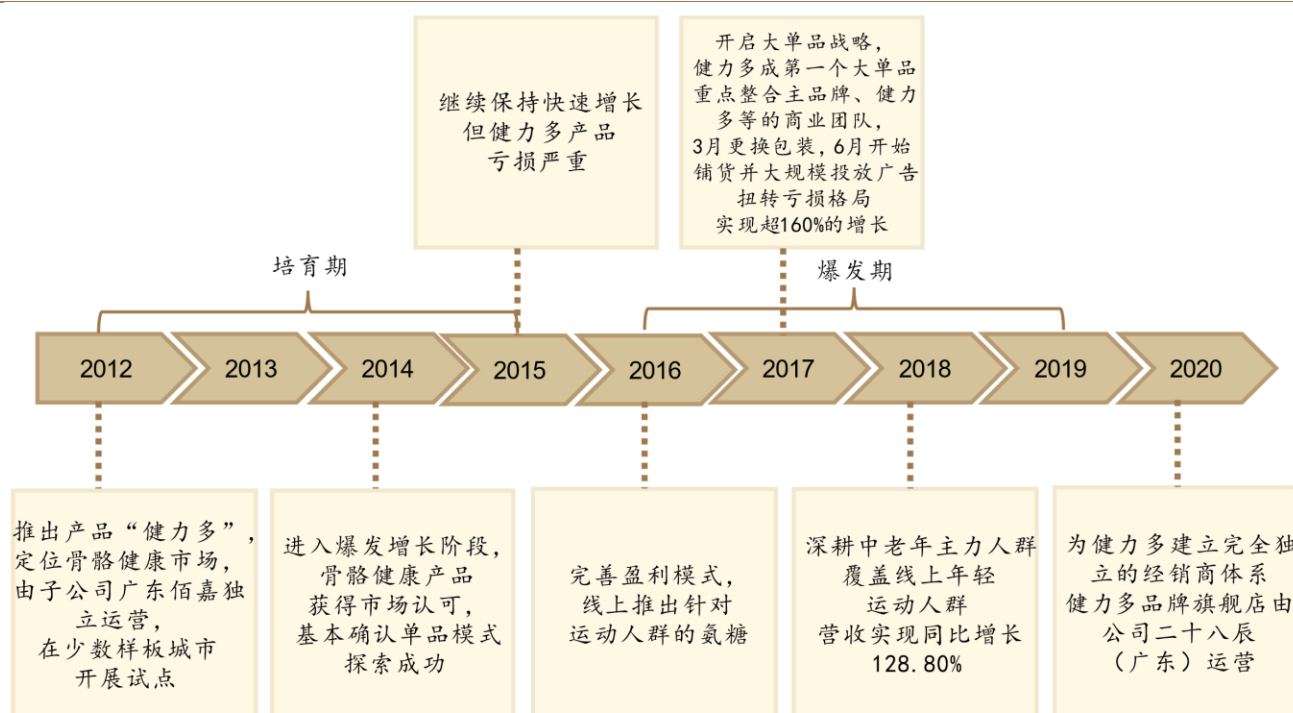 继续保持快速增长
但健力多产品
亏损严重
开启大单品战略，
健力多成第一个大单品
重点整合主品牌、健力
多等的商业团队，
3月更换包装，6月开始
铺货并大规模投放广告
扭转亏损格局
实现超160%的增长
培育期
爆发期
2012
2013
2014
2015
2016
2017
2018
2019
2020
推出产品“健力多”，
定位骨骼健康市场，
由子公司广东佰嘉独
立运营，
在少数样板城市
开展试点
进入爆发增长阶段，
骨骼健康产品
获得市场认可，
基本确认单品模式
探索成功
完善盈利模式，
线上推出针对
运动人群的氨糖
深耕中老年主力人群
覆盖线上年轻
运动人群
营收实现同比增长
128.80%
为健力多建立完全独
立的经销商体系
健力多品牌旗舰店由
公司二十八辰
（广东）运营